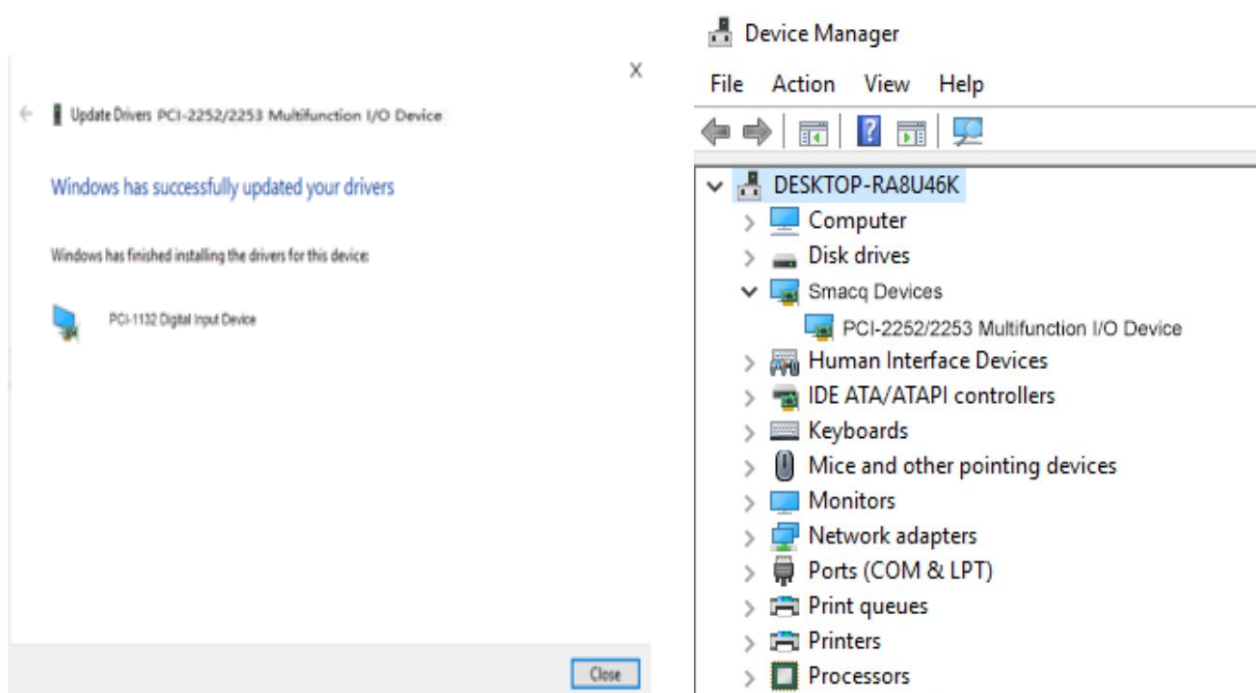 X
Update Drivers PCI-2252/2253 Multifunction I/O Device
Windows has successfully updated your drivers
Windows has finished installing the drivers for this device:
PCI-1132 Digital Input Device
Close
Device Manager
File Action View Help
DESKTOP-RA8U46K
Computer
Disk drives
Smacq Devices
PCI-2252/2253 Multifunction I/O Device
Human Interface Devices
IDE ATA/ATAPI controllers
Keyboards
Mice and other pointing devices
Monitors
Network adapters
Ports (COM & LPT)
Print queues
Printers
Processors